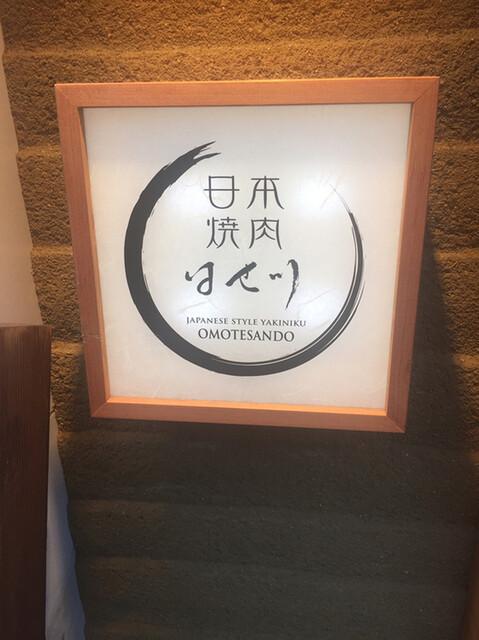 日本
焼肉
はせ川
JAPANESE STYLE YAKINIKU
OMOTESANDO